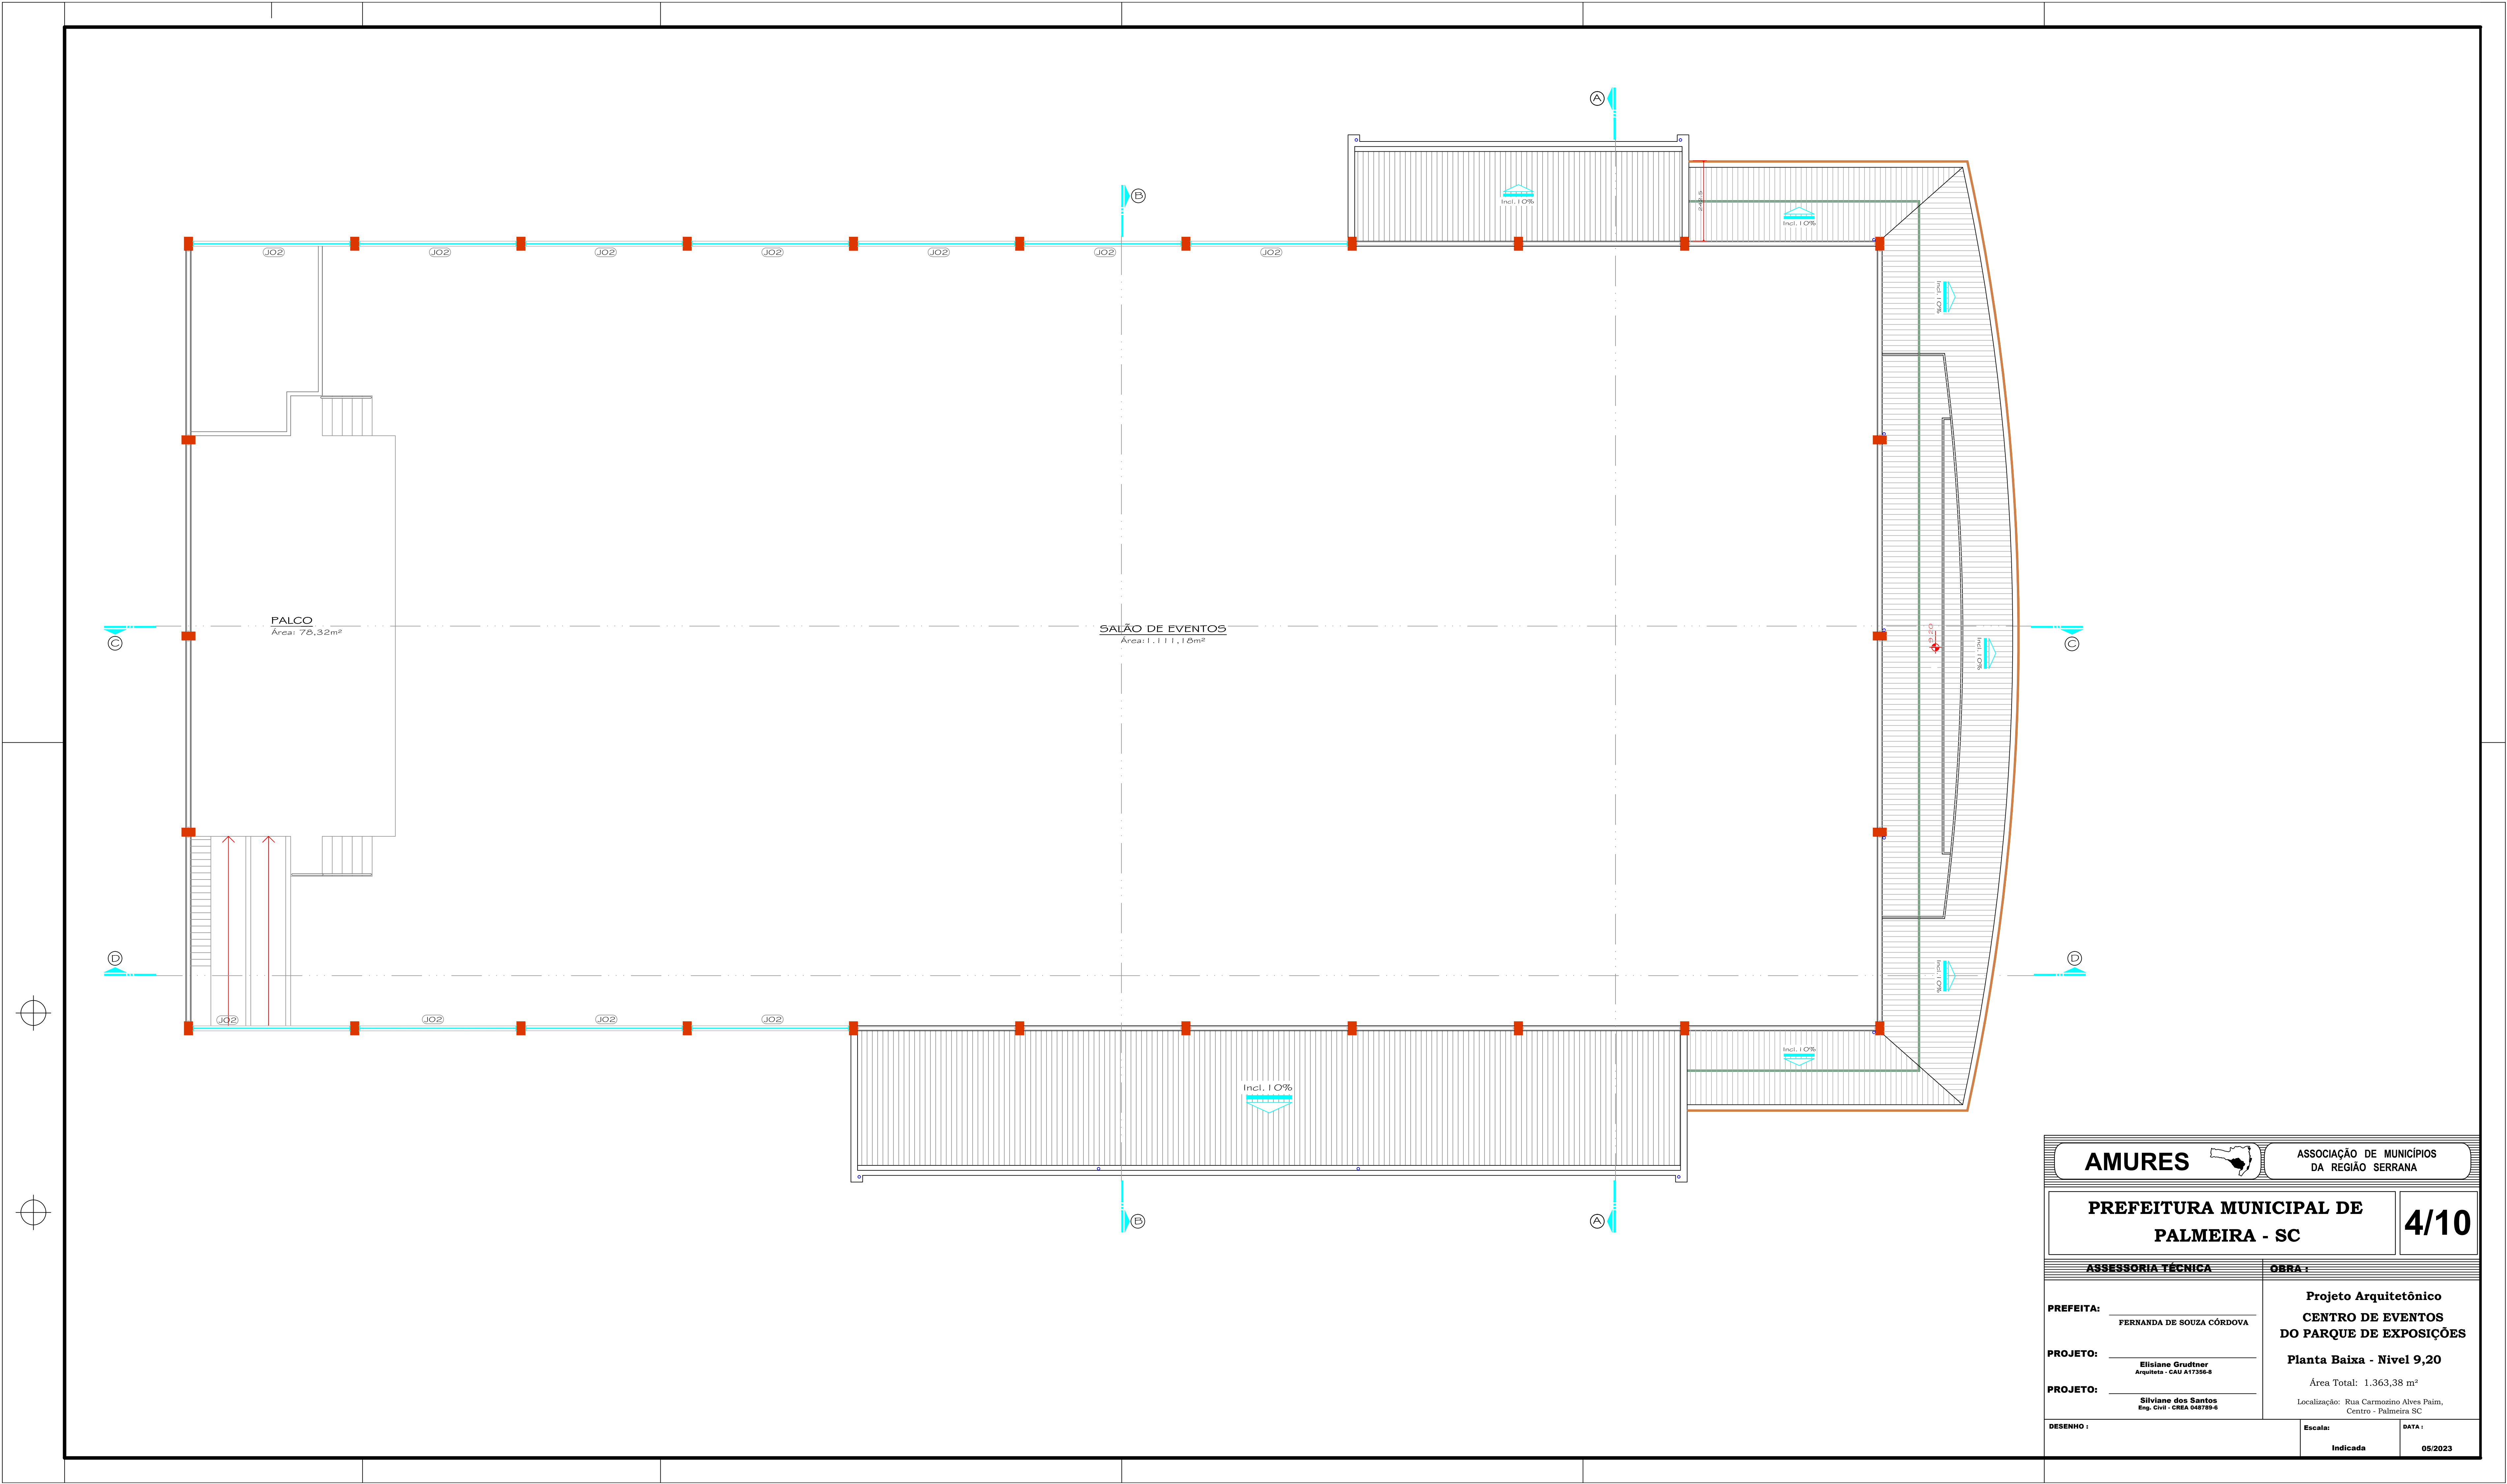 A
B
Incl.10%
242,5
Incl.10%
J02 J02 J02 J02 J02 J02 J02
Incl.10%
PALCO
Área: 78,32m²
SALÃO DE EVENTOS
Área:1.111,18m²
9.20
Incl.10%
C
C
D
D
Incl.10%
J02 J02 J02 J02
Incl.10%
Incl.10%
B
A
AMURES
ASSOCIAÇÃO DE MUNICÍPIOS
DA REGIÃO SERRANA
PREFEITURA MUNICIPAL DE
PALMEIRA - SC
4/10
ASSESSORIA TÉCNICA
OBRA :
PREFEITA:
FERNANDA DE SOUZA CÓRDOVA
PROJETO:
Elisiane Grudtner
Arquiteta - CAU A17356-8
PROJETO:
Silviane dos Santos
Eng. Civil - CREA 048789-6
Projeto Arquitetônico
CENTRO DE EVENTOS
DO PARQUE DE EXPOSIÇÕES
Planta Baixa - Nivel 9,20
Área Total: 1.363,38 m²
Localização: Rua Carmozino Alves Paim,
Centro - Palmeira SC
DESENHO :
Escala:
Indicada
DATA :
05/2023